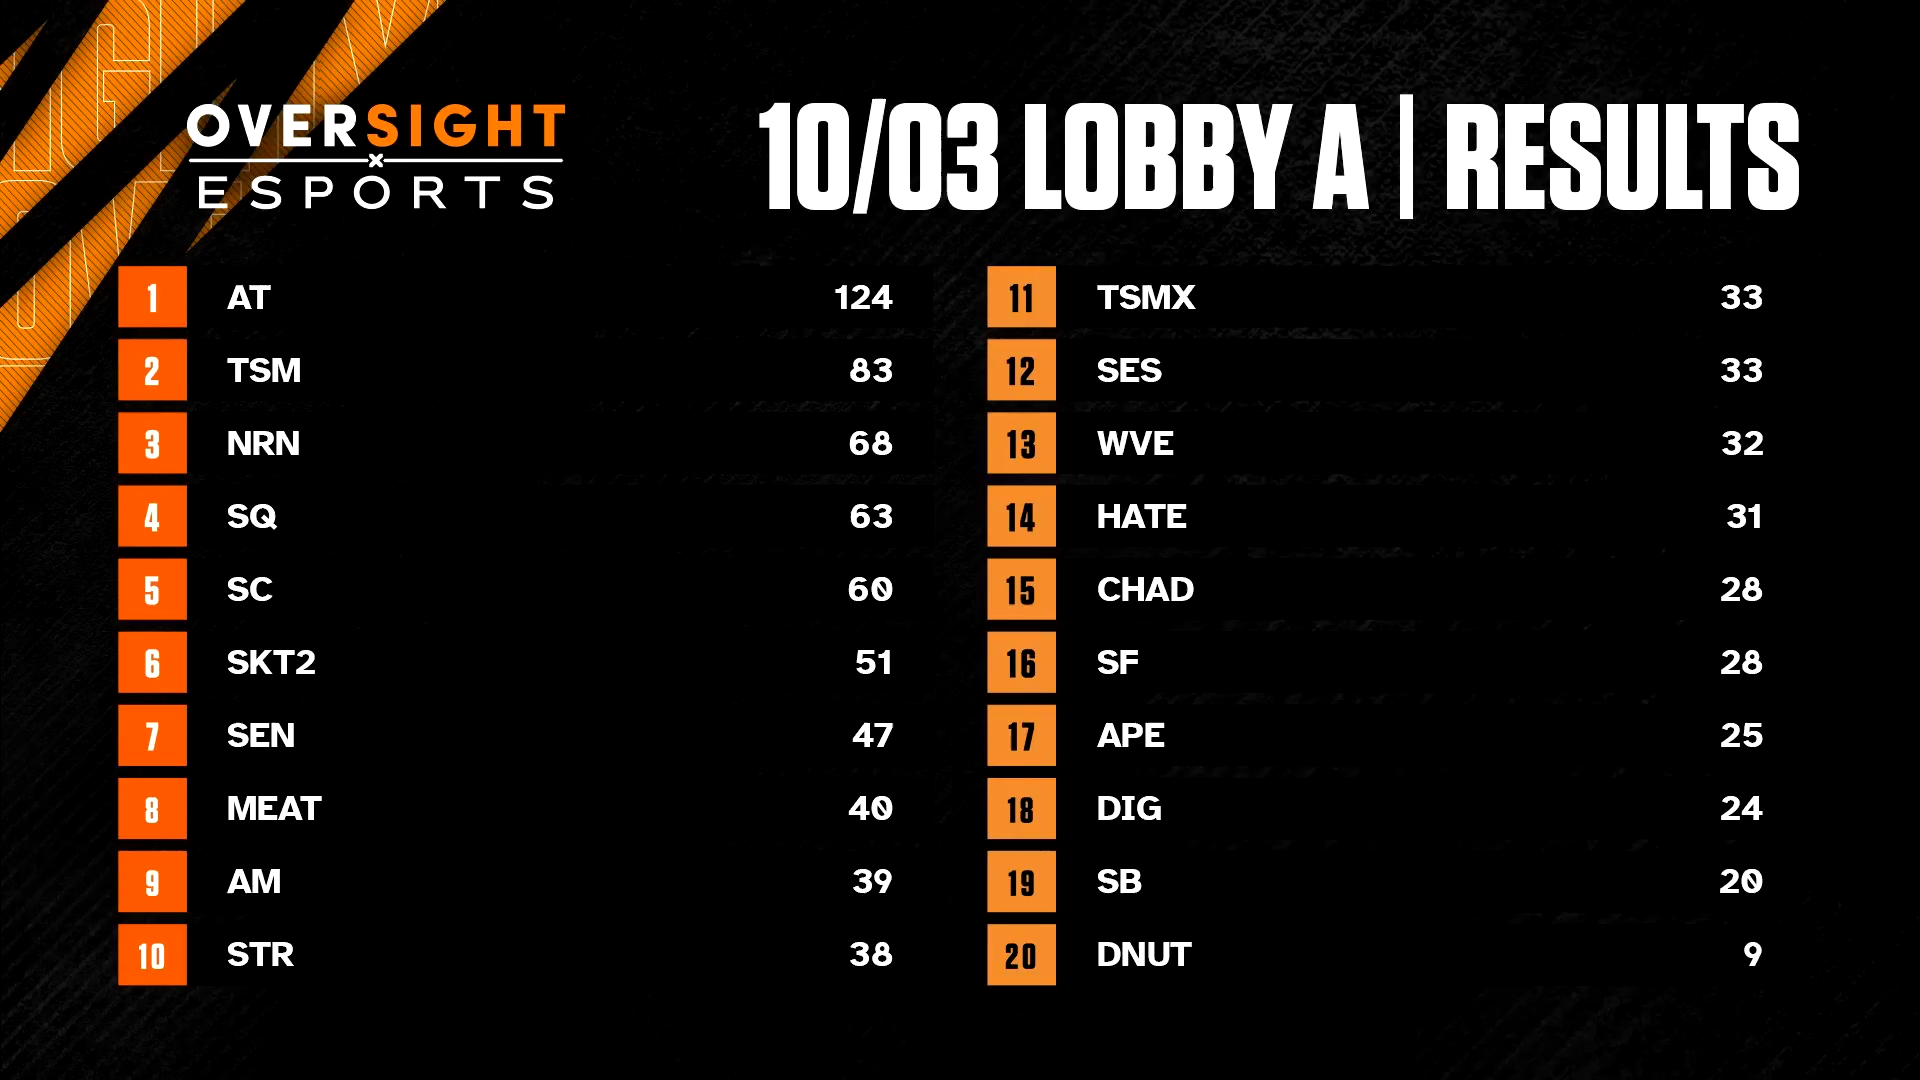 OVERSIGHT
ESPORTS
10/03 LOBBY A | RESULTS
1 AT 124
2 TSM 83
3 NRN 68
4 SQ 63
5 SC 60
6 SKT2 51
7 SEN 47
8 MEAT 40
9 AM 39
10 STR 38
11 TSMX 33
12 SES 33
13 WVE 32
14 HATE 31
15 CHAD 28
16 SF 28
17 APE 25
18 DIG 24
19 SB 20
20 DNUT 9